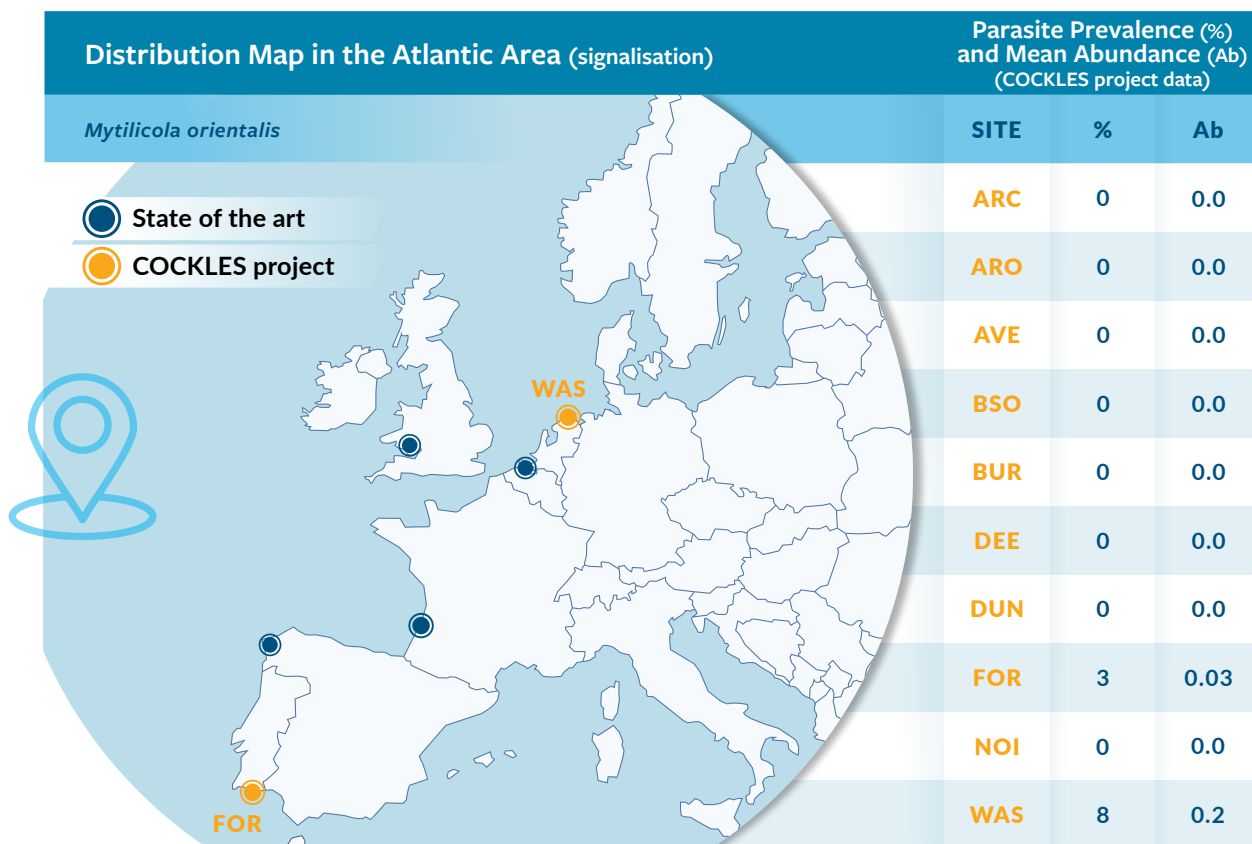 Distribution Map in the Atlantic Area (signalisation)
Parasite Prevalence (%)
and Mean Abundance (Ab)
(COCKLES project data)
Mytilicola orientalis
SITE % Ab
State of the art
COCKLES project
WAS
FOR
ARC 0 0.0
ARO 0 0.0
AVE 0 0.0
BSO 0 0.0
BUR 0 0.0
DEE 0 0.0
DUN 0 0.0
FOR 3 0.03
NOI 0 0.0
WAS 8 0.2